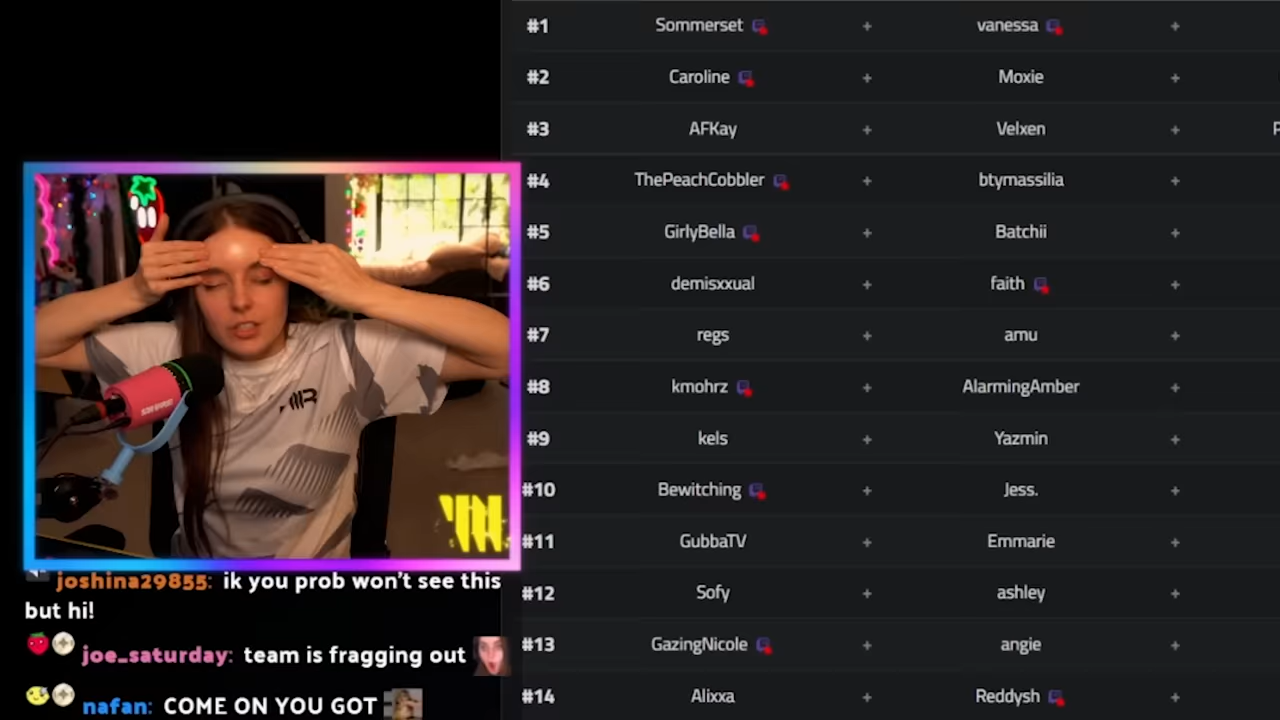 #1 Sommerset + vanessa +
#2 Caroline + Moxie +
#3 AFKay + Velxen +
#4 ThePeachCobbler + btymassilia +
#5 GirlyBella + Batchii +
#6 demisxxual + faith +
#7 regs + amu +
#8 kmohrz + AlarmingAmber +
#9 kels + Yazmin +
#10 Bewitching + Jess. +
#11 GubbaTV + Emmarie +
#12 Sofy + ashley +
#13 GazingNicole + angie +
#14 Alixxa + Reddysh +
joshina29855: ik you prob won't see this
but hi!
joe_saturday: team is fragging out
nafan: COME ON YOU GOT